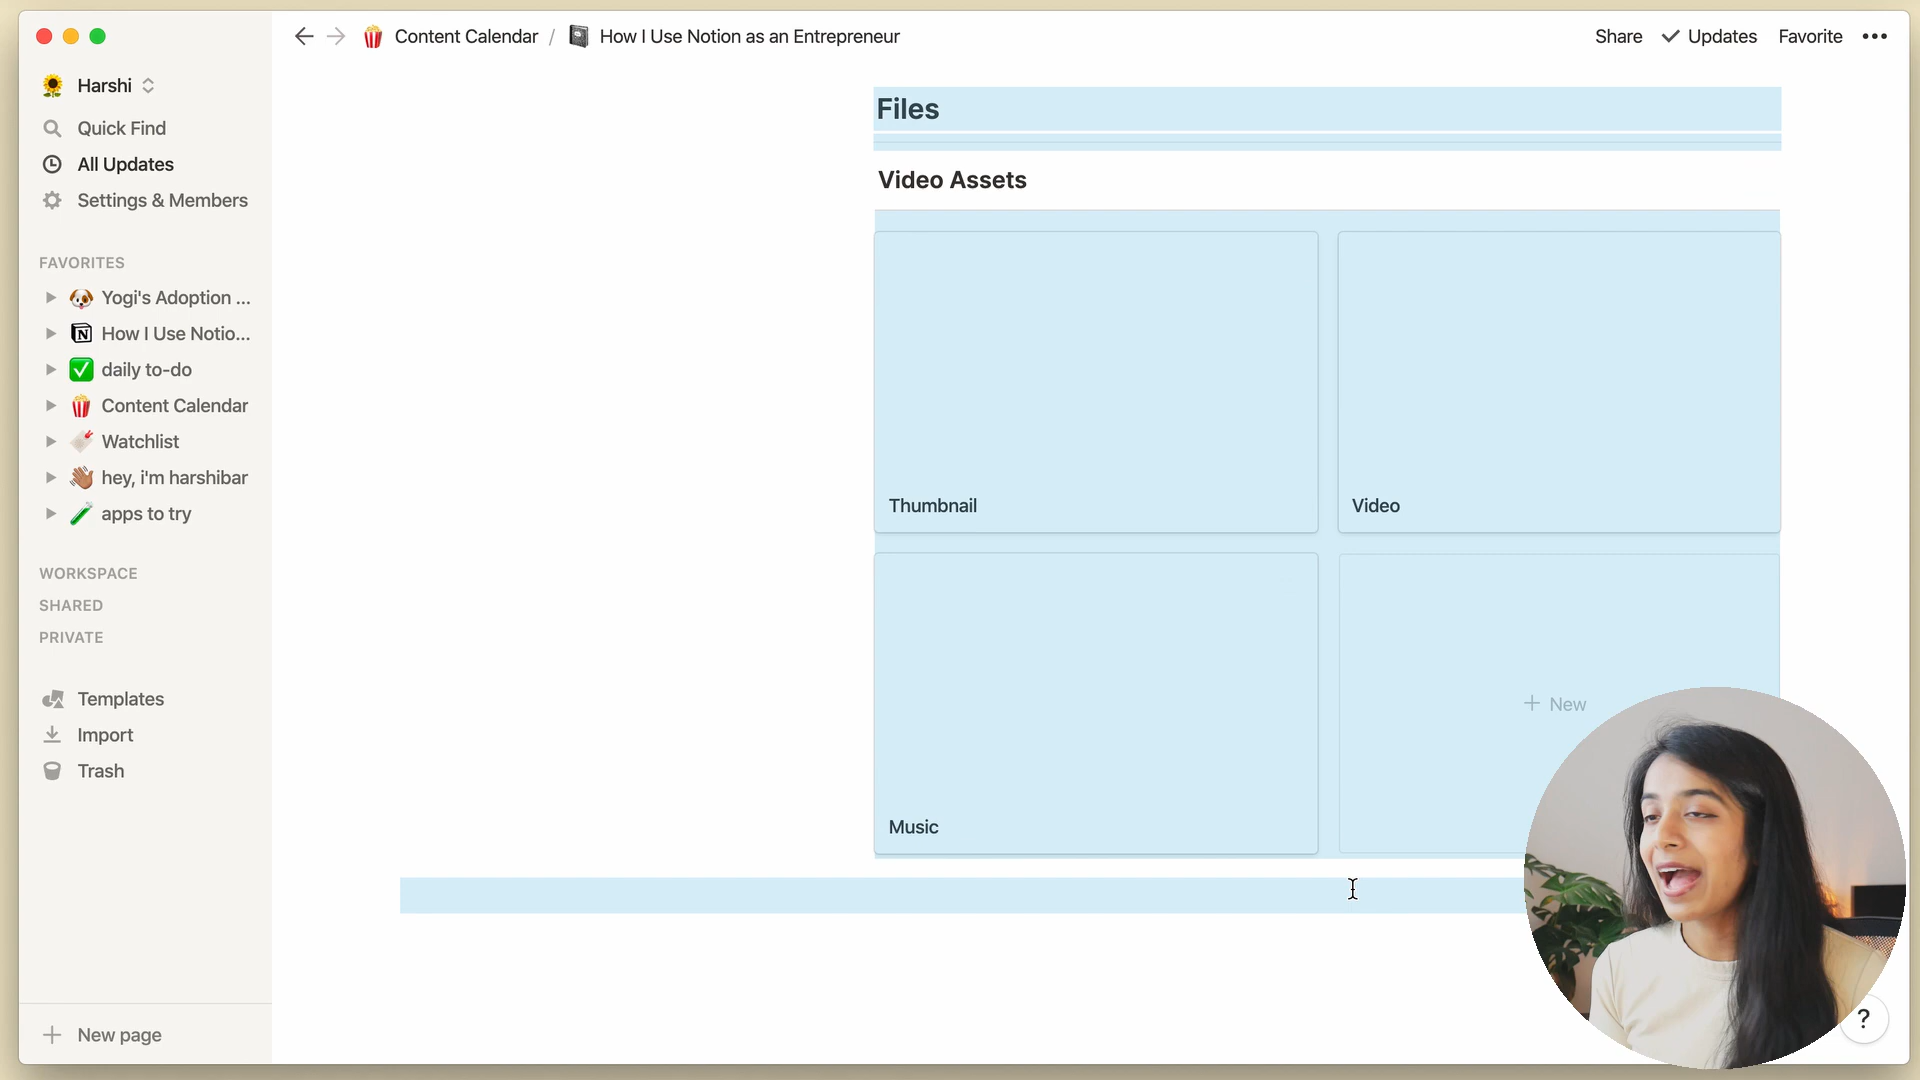 Content Calendar / How I Use Notion as an Entrepreneur
Share Updates Favorite •••
Harshi
Quick Find
All Updates
Settings & Members
FAVORITES
Yogi's Adoption ...
How I Use Notio...
daily to-do
Content Calendar
Watchlist
hey, i'm harshibar
apps to try
WORKSPACE
SHARED
PRIVATE
Templates
Import
Trash
New page
Files
Video Assets
Thumbnail
Video
Music
+ New
?